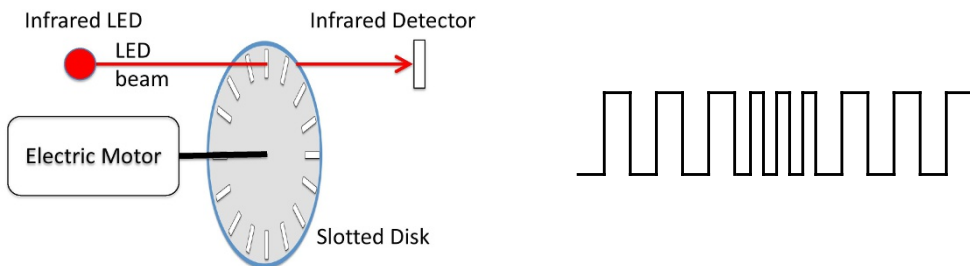 Infrared LED
Infrared Detector
LED
beam
Electric Motor
Slotted Disk